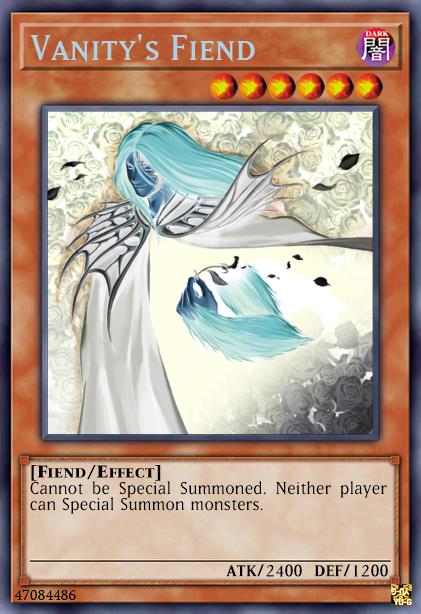 VANITY'S FIEND
DARK
闇
[FIEND/EFFECT]
Cannot be Special Summoned. Neither player
can Special Summon monsters.
ATK/2400 DEF/1200
47084486